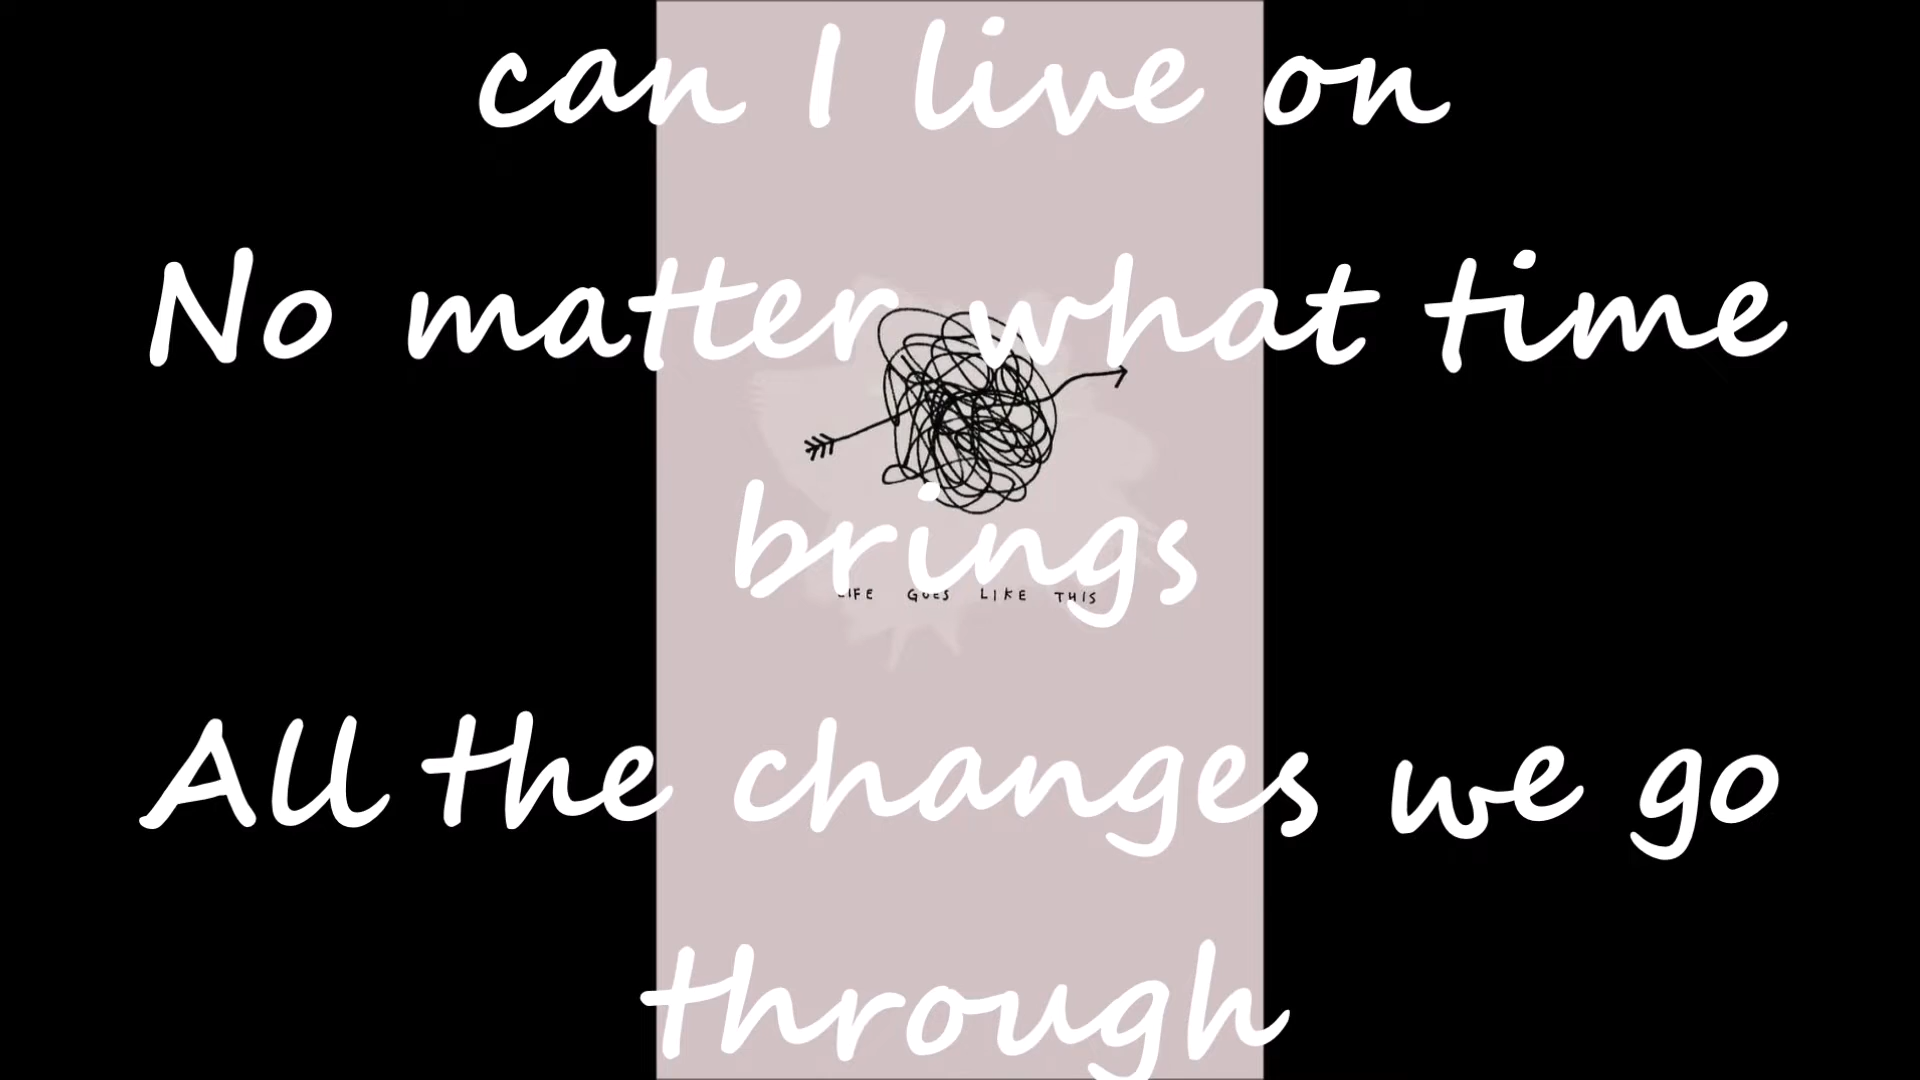 can I live on
No matter what time
brings
LIFE GOES LIKE THIS
All the changes we go
through